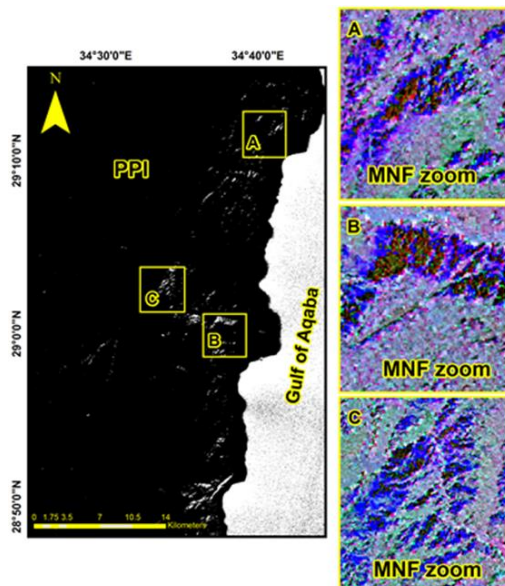 34°30'0"E
34°40'0"E
N
A
29°10'0"N
PPI
C
B
29°0'0"N
Gulf of Aqaba
28°50'0"N
0 1.75 3.5 7 10.5 14
Kilometers
A
MNF zoom
B
MNF zoom
C
MNF zoom